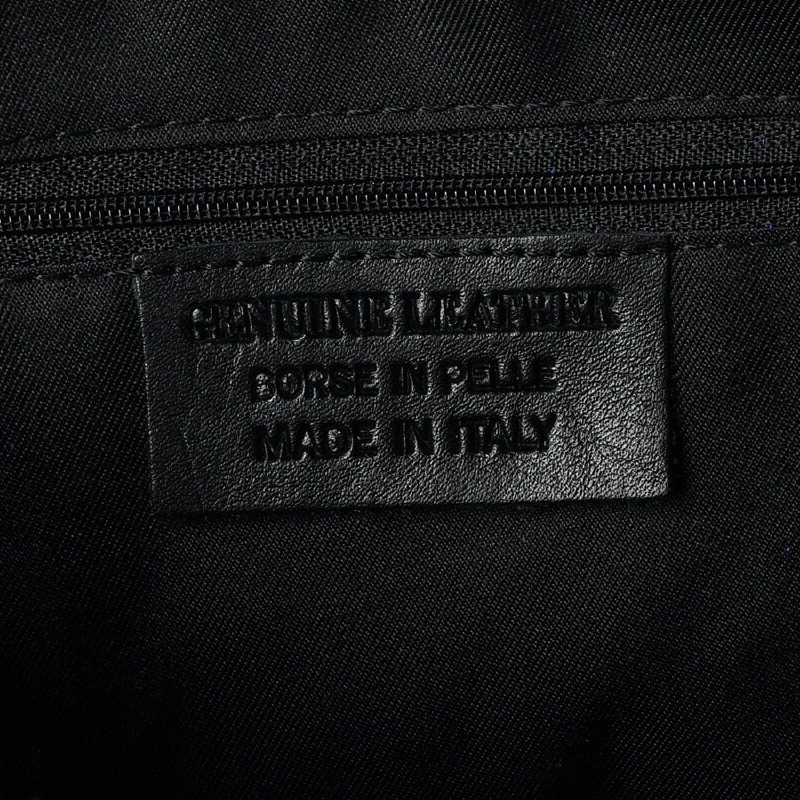 GENUINE LEATHER
BORSE IN PELLE
MADE IN ITALY